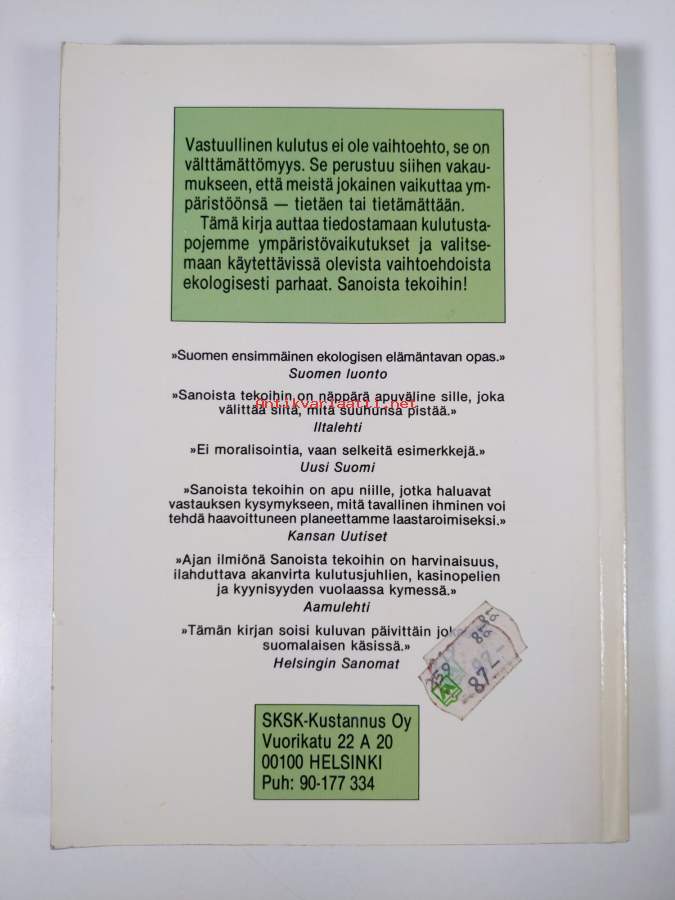 Vastuullinen kulutus ei ole vaihtoehto, se on
välttämättömyys. Se perustuu siihen vakau-
mukseen, että meistä jokainen vaikuttaa ym-
päristöönsä — tietäen tai tietämättään.
Tämä kirja auttaa tiedostamaan kulutusta-
pojemme ympäristövaikutukset ja valitse-
maan käytettävissä olevista vaihtoehdoista
ekologisesti parhaat. Sanoista tekoihin!
»Suomen ensimmäinen ekologisen elämäntavan opas.»
Suomen luonto
»Sanoista tekoihin on näppärä apuväline sille, joka
Antikvariaatti.net
välittää siitä, mitä suuhunsa pistää.»
Iltalehti
»Ei moralisointia, vaan selkeitä esimerkkejä.»
Uusi Suomi
»Sanoista tekoihin on apu niille, jotka haluavat
vastauksen kysymykseen, mitä tavallinen ihminen voi
tehdä haavoittuneen planeettamme laastaroimiseksi.»
Kansan Uutiset
»Ajan ilmiönä Sanoista tekoihin on harvinaisuus,
ilahduttava akanvirta kulutusjuhlien, kasinopelien
ja kyynisyyden vuolaassa kymessä.»
Aamulehti
»Tämän kirjan soisi kuluvan päivittäin
suomalaisen käsissä.»
Helsingin Sanomat
87-
SKSK-Kustannus Oy
Vuorikatu 22 A 20
00100 HELSINKI
Puh: 90-177 334